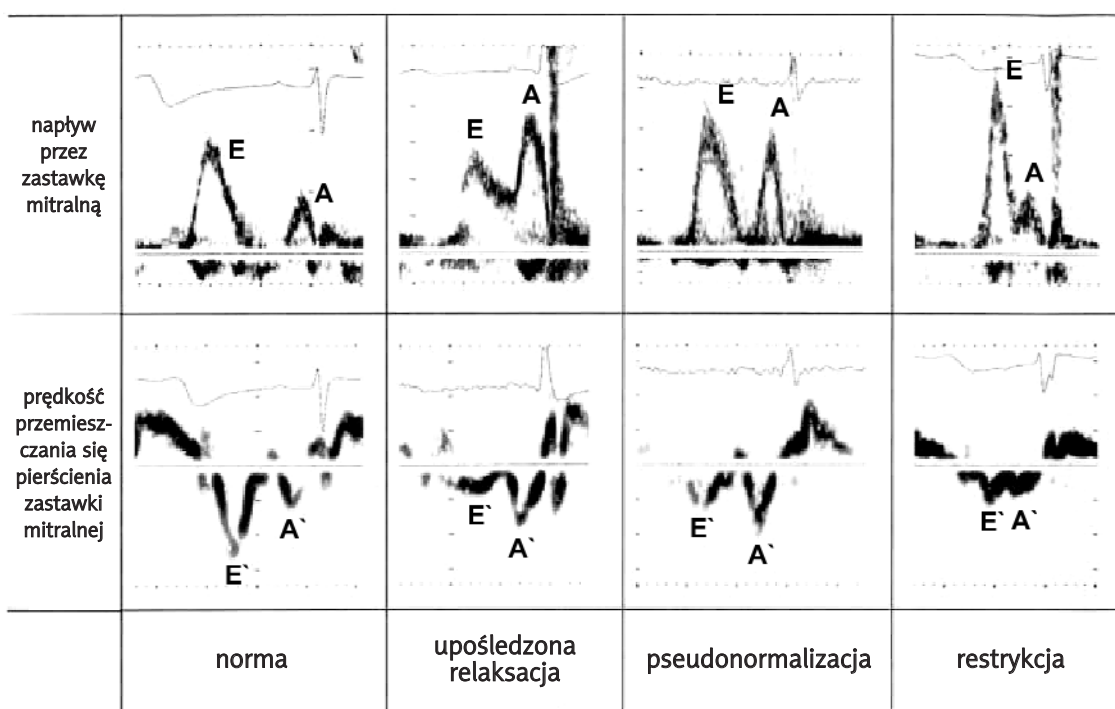 napływ
przez
zastawkę
mitralną
E
A
E
A
E
A
E
A
prędkość
przemiesz-
czania się
pierścienia
zastawki
mitralnej
E`
A`
E`
A`
E`
A`
E`
A`
norma
upośledzona
relaksacja
pseudonormalizacja
restrykcja